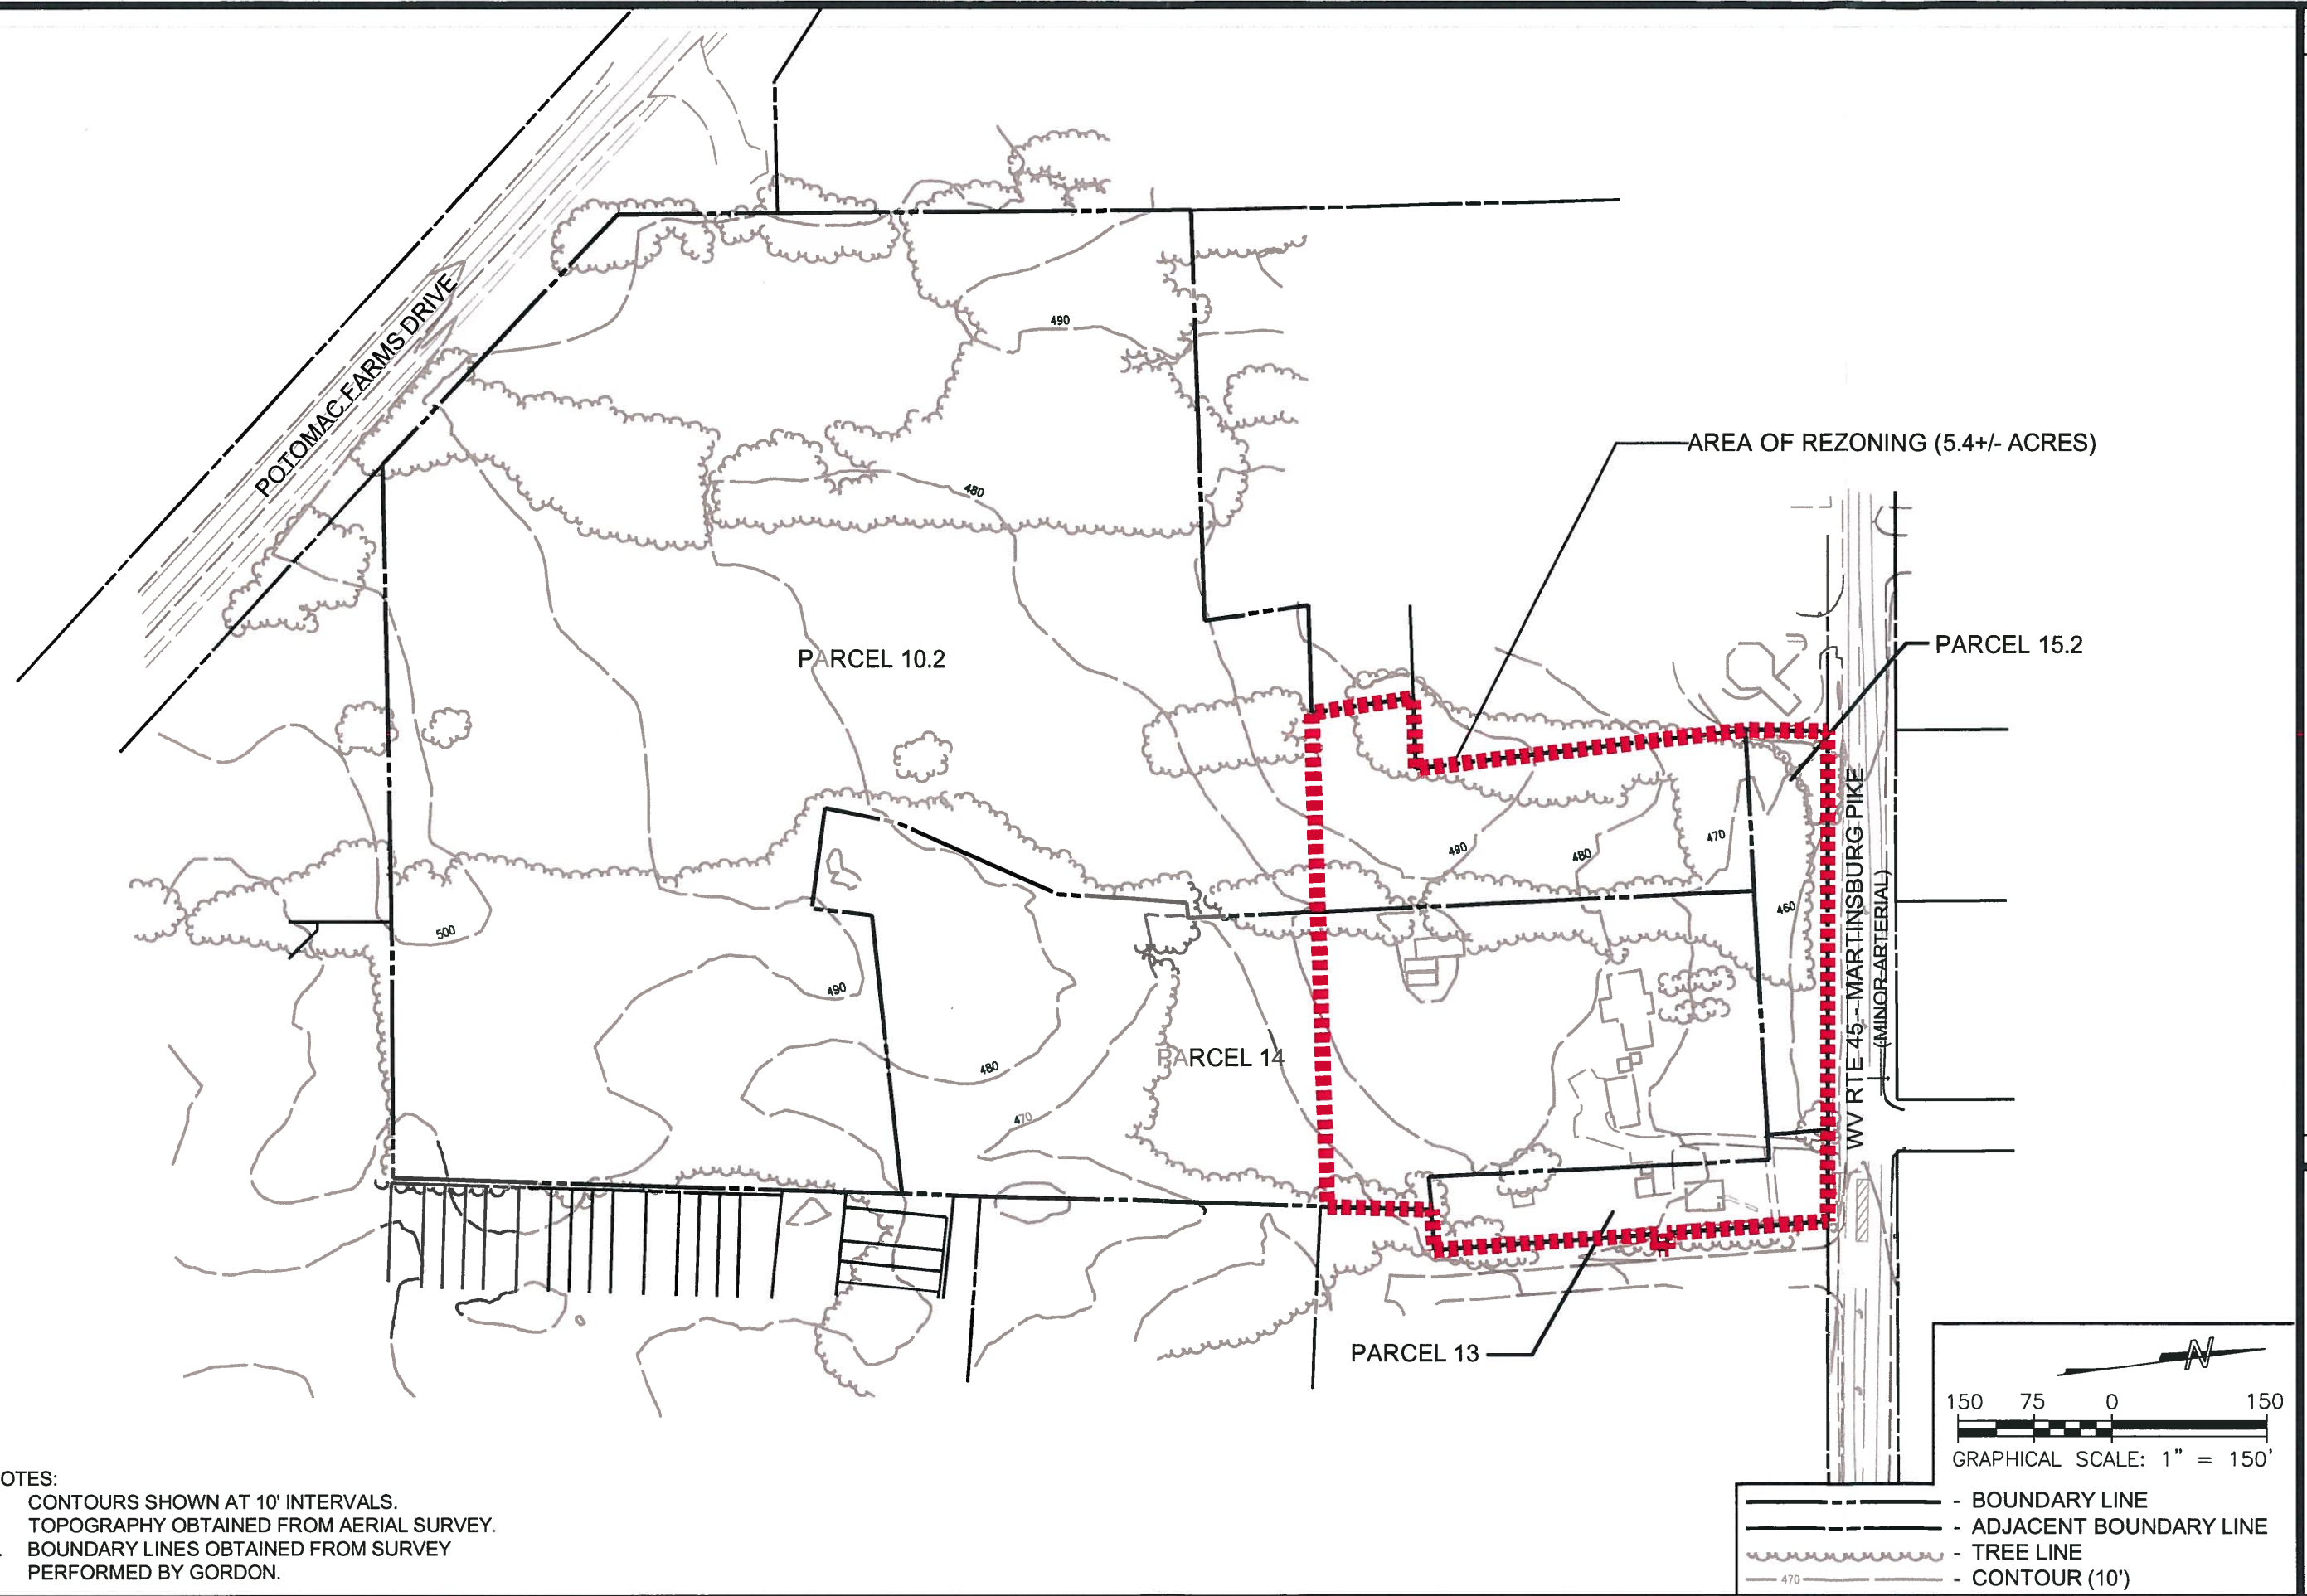 POTOMAC FARMS DRIVE
490
AREA OF REZONING (5.4+/- ACRES)
480
PARCEL 15.2
PARCEL 10.2
WV RTE 45 - MARTINSBURG PIKE
(MINOR ARTERIAL)
470
490
480
460
500
490
PARCEL 14
480
470
PARCEL 13
N
150 75 0 150
GRAPHICAL SCALE: 1" = 150'
OTES:
CONTOURS SHOWN AT 10' INTERVALS.
TOPOGRAPHY OBTAINED FROM AERIAL SURVEY.
. BOUNDARY LINES OBTAINED FROM SURVEY
PERFORMED BY GORDON.
- BOUNDARY LINE
- ADJACENT BOUNDARY LINE
- TREE LINE
470 - CONTOUR (10')